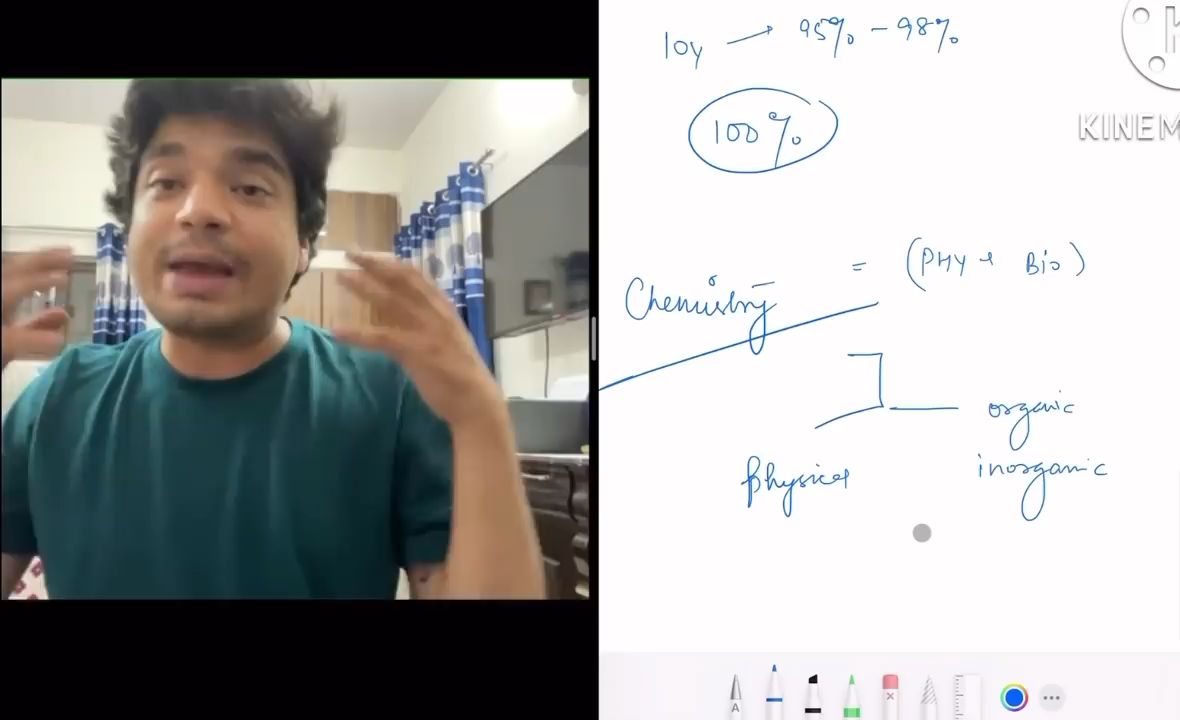 10y → 95% - 98%
100%
KINEM
= (PHY + Bio)
Chemistry
organic
physical
inorganic
A